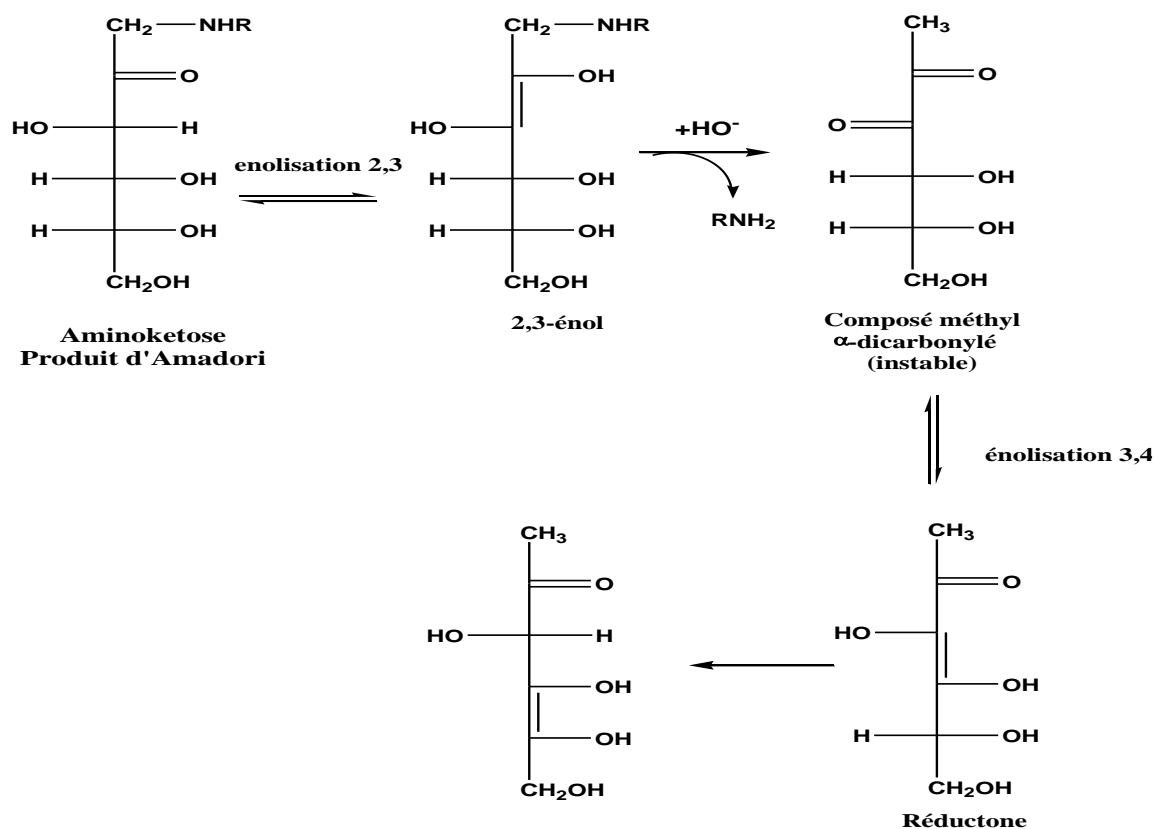 CH2 NHR
O
HO H
H OH
H OH
CH2OH
Aminoketose
Produit d'Amadori
enolisation 2,3
CH2 NHR
OH
HO
H OH
H OH
CH2OH
2,3-énol
+HO-
RNH2
CH3
O
O
H OH
H OH
CH2OH
Composé méthyl
α-dicarbonylé
(instable)
énolisation 3,4
CH3
O
HO H
OH
OH
CH2OH
CH3
O
HO
OH
H OH
CH2OH
Réductone